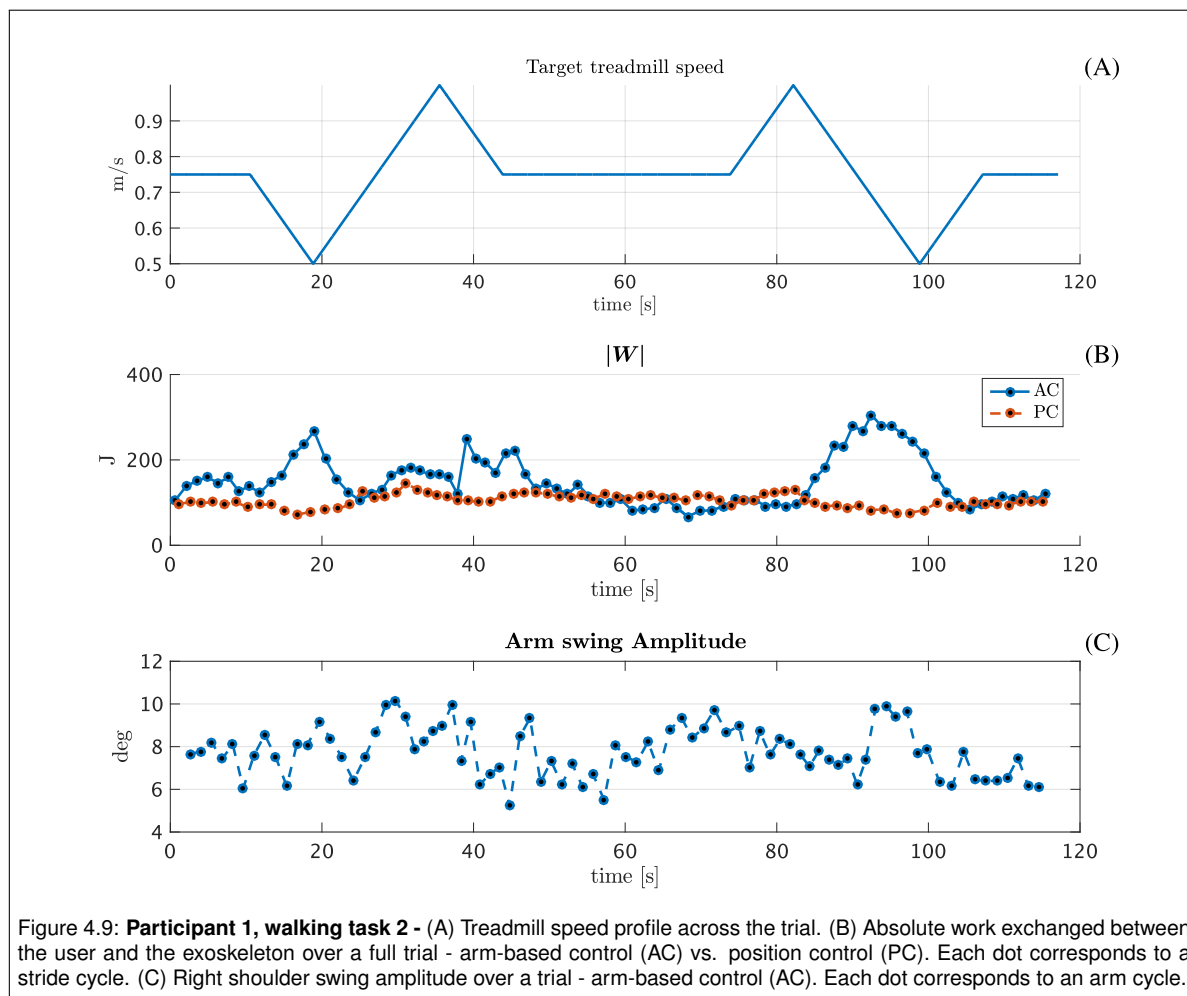 Target treadmill speed
(A)
0.9
0.8
0.7
0.6
0.5
m/s
0 20 40 60 80 100 120
time [s]
|W|
(B)
400
200
0
J
AC
PC
0 20 40 60 80 100 120
time [s]
Arm swing Amplitude
(C)
12
10
8
6
4
deg
0 20 40 60 80 100 120
time [s]
Figure 4.9: Participant 1, walking task 2 - (A) Treadmill speed profile across the trial. (B) Absolute work exchanged between
the user and the exoskeleton over a full trial - arm-based control (AC) vs. position control (PC). Each dot corresponds to a
stride cycle. (C) Right shoulder swing amplitude over a trial - arm-based control (AC). Each dot corresponds to an arm cycle.